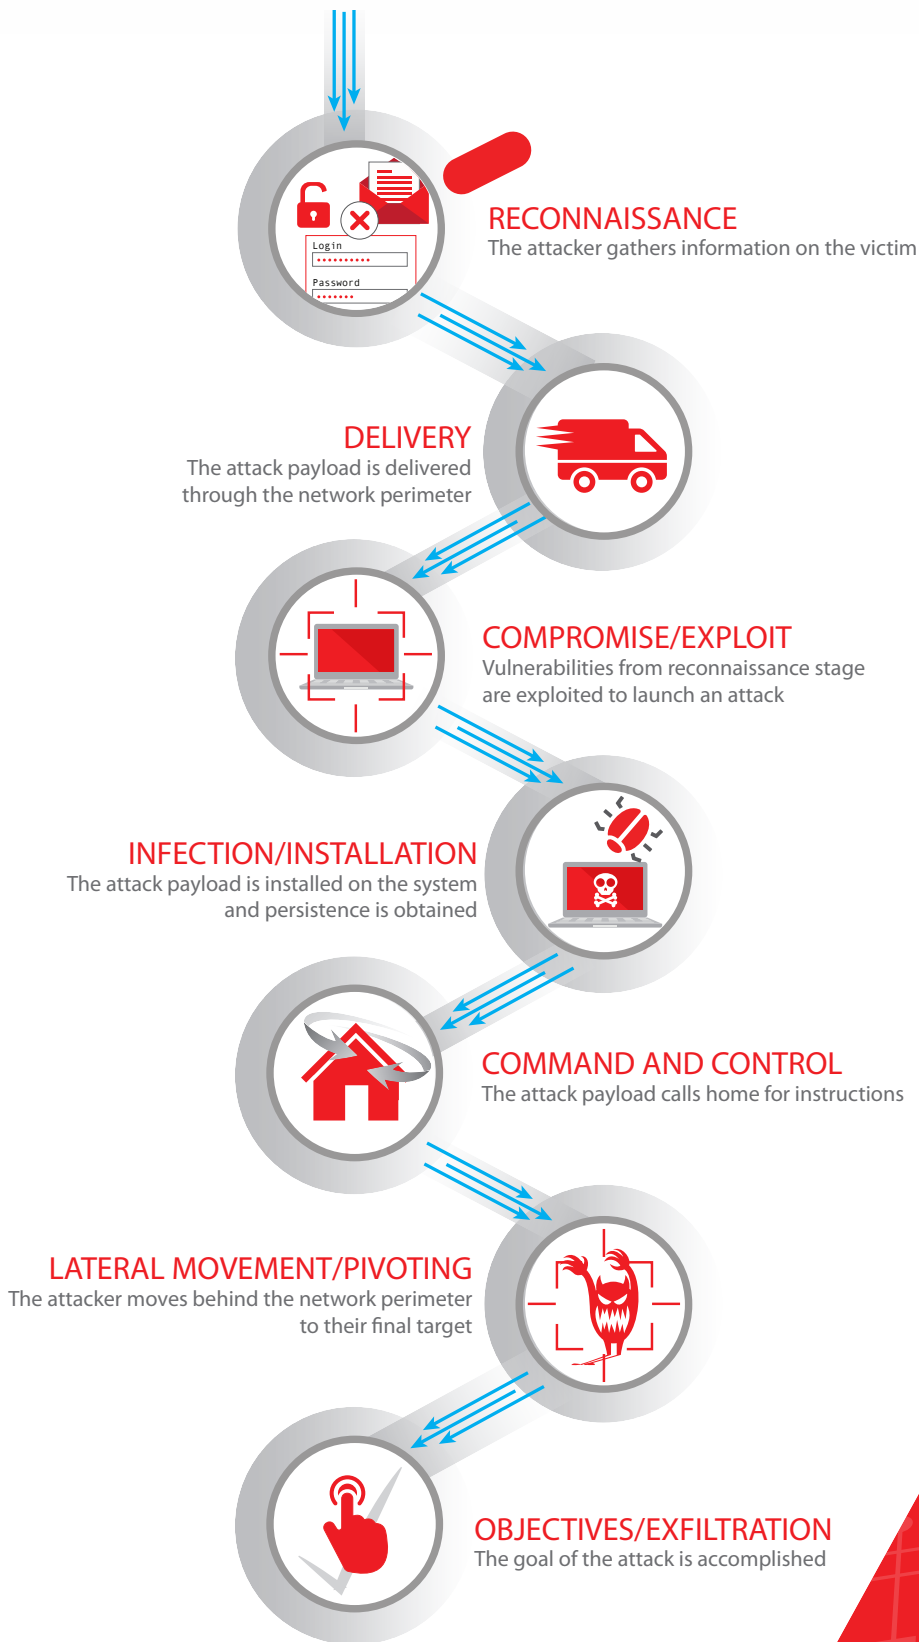 Login
Password
RECONNAISSANCE
The attacker gathers information on the victim
DELIVERY
The attack payload is delivered
through the network perimeter
COMPROMISE/EXPLOIT
Vulnerabilities from reconnaissance stage
are exploited to launch an attack
INFECTION/INSTALLATION
The attack payload is installed on the system
and persistence is obtained
COMMAND AND CONTROL
The attack payload calls home for instructions
LATERAL MOVEMENT/PIVOTING
The attacker moves behind the network perimeter
to their final target
OBJECTIVES/EXFILTRATION
The goal of the attack is accomplished